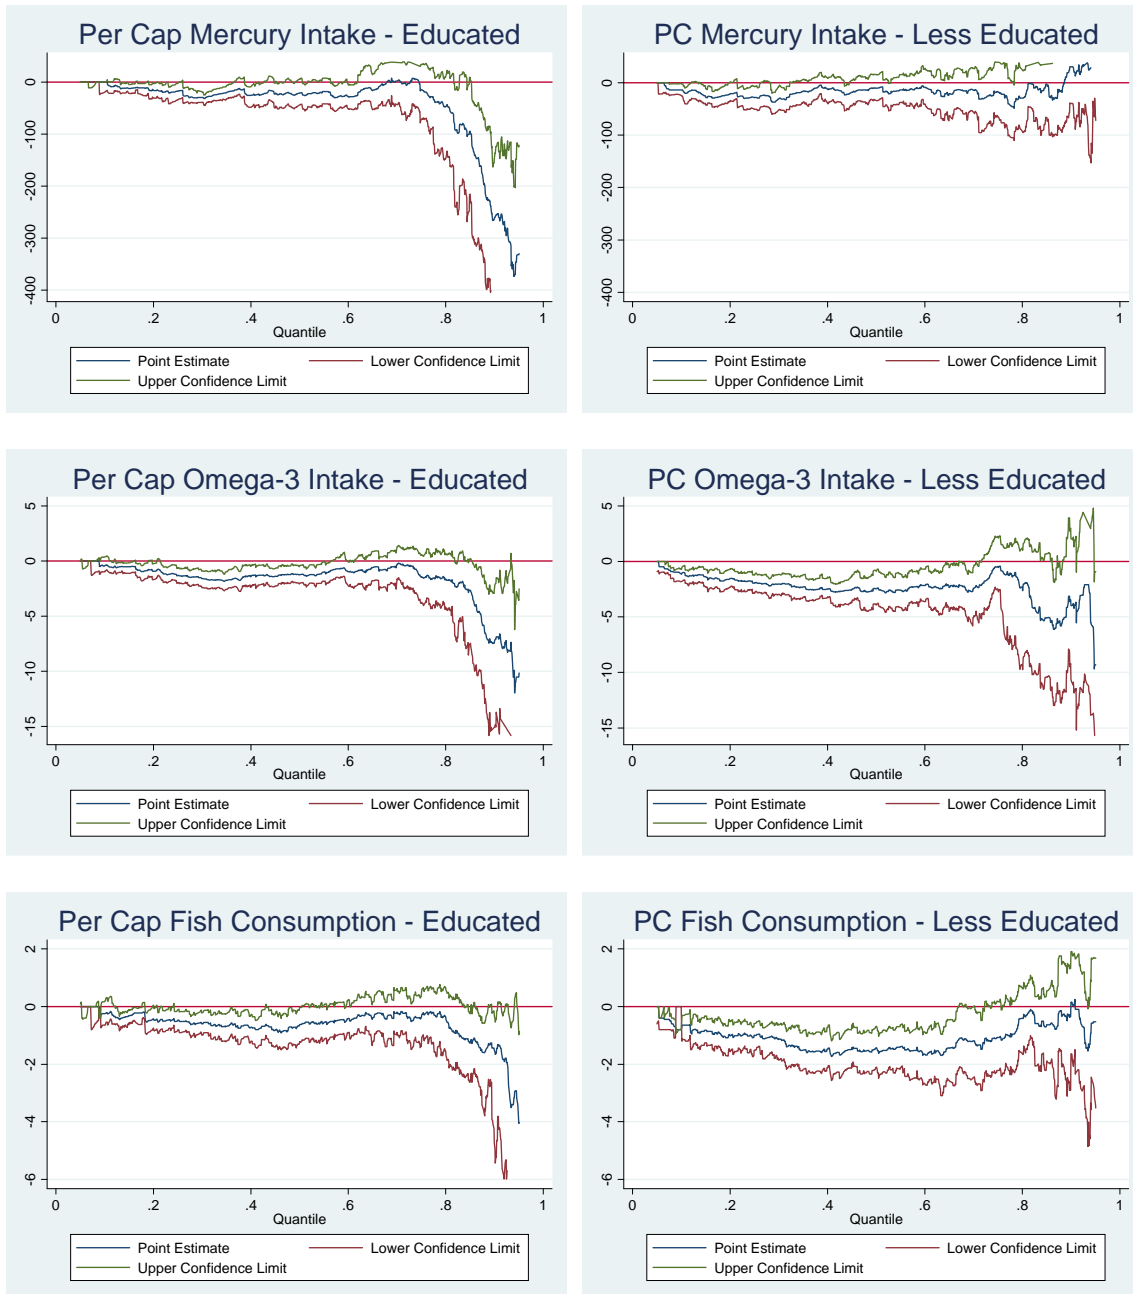 Per Cap Mercury Intake - Educated
0
-100
-200
-300
-400
0 .2 .4 .6 .8 1
Quantile
Point Estimate Lower Confidence Limit
Upper Confidence Limit
PC Mercury Intake - Less Educated
0
-100
-200
-300
-400
0 .2 .4 .6 .8 1
Quantile
Point Estimate Lower Confidence Limit
Upper Confidence Limit
Per Cap Omega-3 Intake - Educated
5
0
-5
-10
-15
0 .2 .4 .6 .8 1
Quantile
Point Estimate Lower Confidence Limit
Upper Confidence Limit
PC Omega-3 Intake - Less Educated
5
0
-5
-10
-15
0 .2 .4 .6 .8 1
Quantile
Point Estimate Lower Confidence Limit
Upper Confidence Limit
Per Cap Fish Consumption - Educated
2
0
-2
-4
-6
0 .2 .4 .6 .8 1
Quantile
Point Estimate Lower Confidence Limit
Upper Confidence Limit
PC Fish Consumption - Less Educated
2
0
-2
-4
-6
0 .2 .4 .6 .8 1
Quantile
Point Estimate Lower Confidence Limit
Upper Confidence Limit